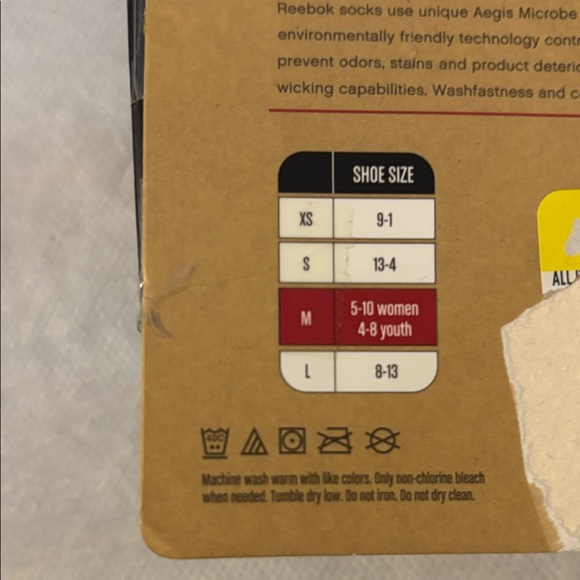 Reebok socks use unique Aegis Microbe
environmentally friendly technology
prevent odors, stains and product
wicking capabilities. Washfastness and
SHOE SIZE
XS 9-1
S 13-4
M 5-10 women
4-8 youth
L 8-13
40C
Machine wash warm with like colors. Only non-chlorine bleach
when needed. Tumble dry low. Do not iron. Do not dry clean.
ALL